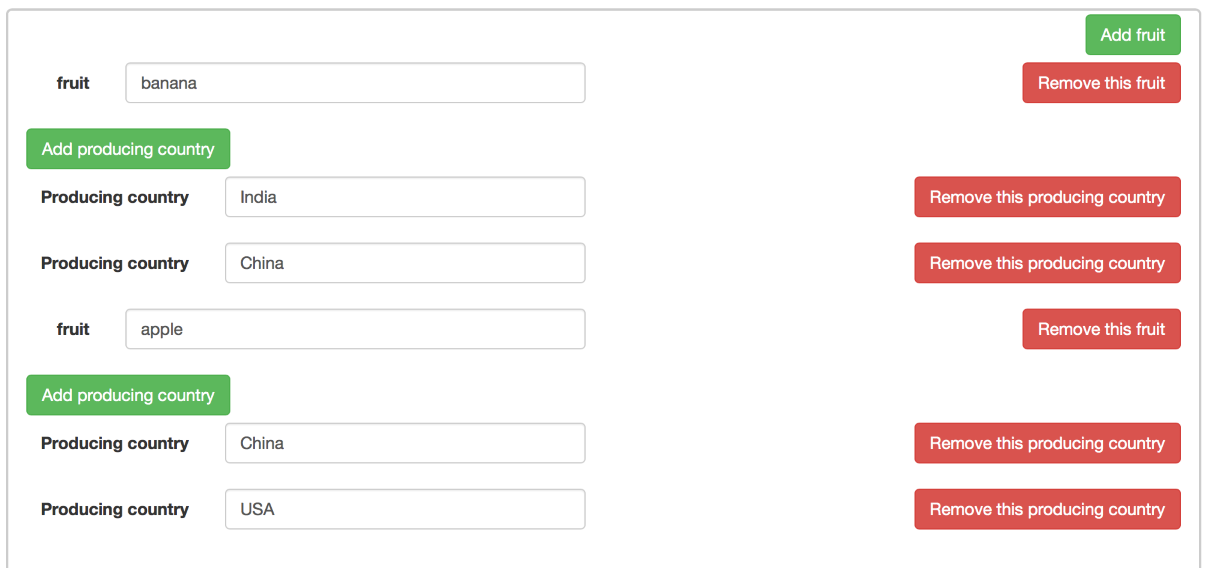 Add fruit
fruit banana Remove this fruit
Add producing country
Producing country India Remove this producing country
Producing country China Remove this producing country
fruit apple Remove this fruit
Add producing country
Producing country China Remove this producing country
Producing country USA Remove this producing country